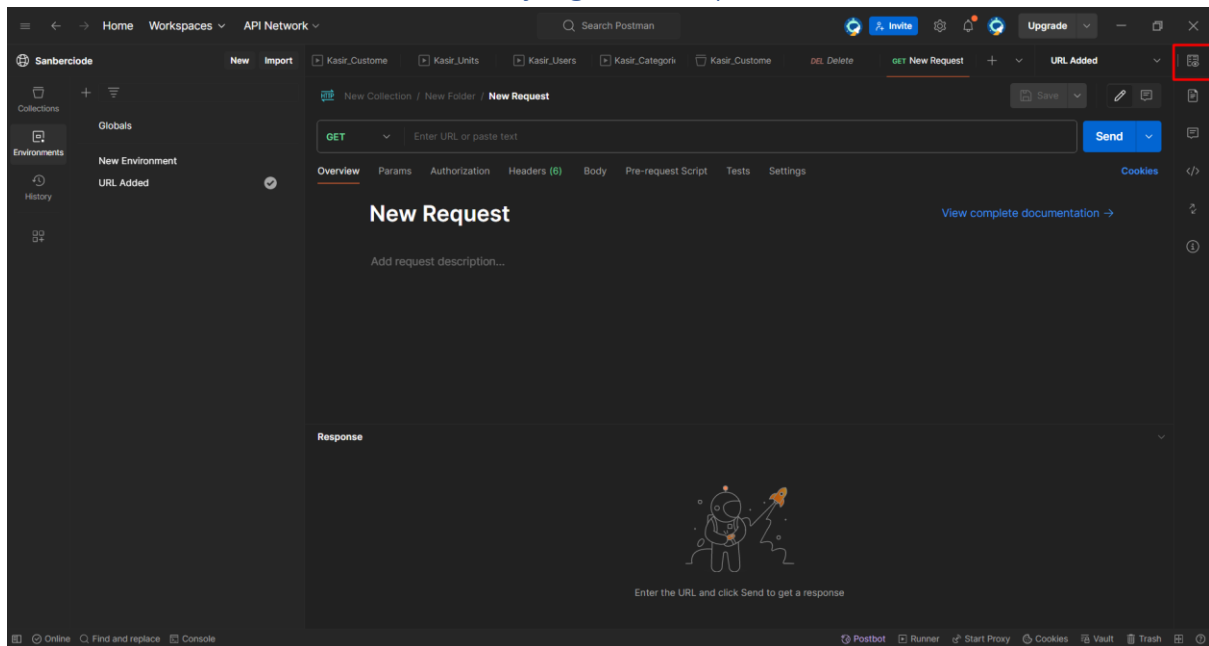 Home Workspaces API Network Search Postman Invite Upgrade
Sanberciode New Import Kasir_Custome Kasir_Units Kasir_Users Kasir_Categori Kasir_Custome DEL Delete GET New Request URL Added
Collections
HTTP New Collection / New Folder / New Request Save
Globals
GET Enter URL or paste text Send
Environments
New Environment
Overview Params Authorization Headers (6) Body Pre-request Script Tests Settings Cookies
URL Added
History
New Request View complete documentation →
Add request description...
Response
Enter the URL and click Send to get a response
Online Find and replace Console Postbot Runner Start Proxy Cookies Vault Trash